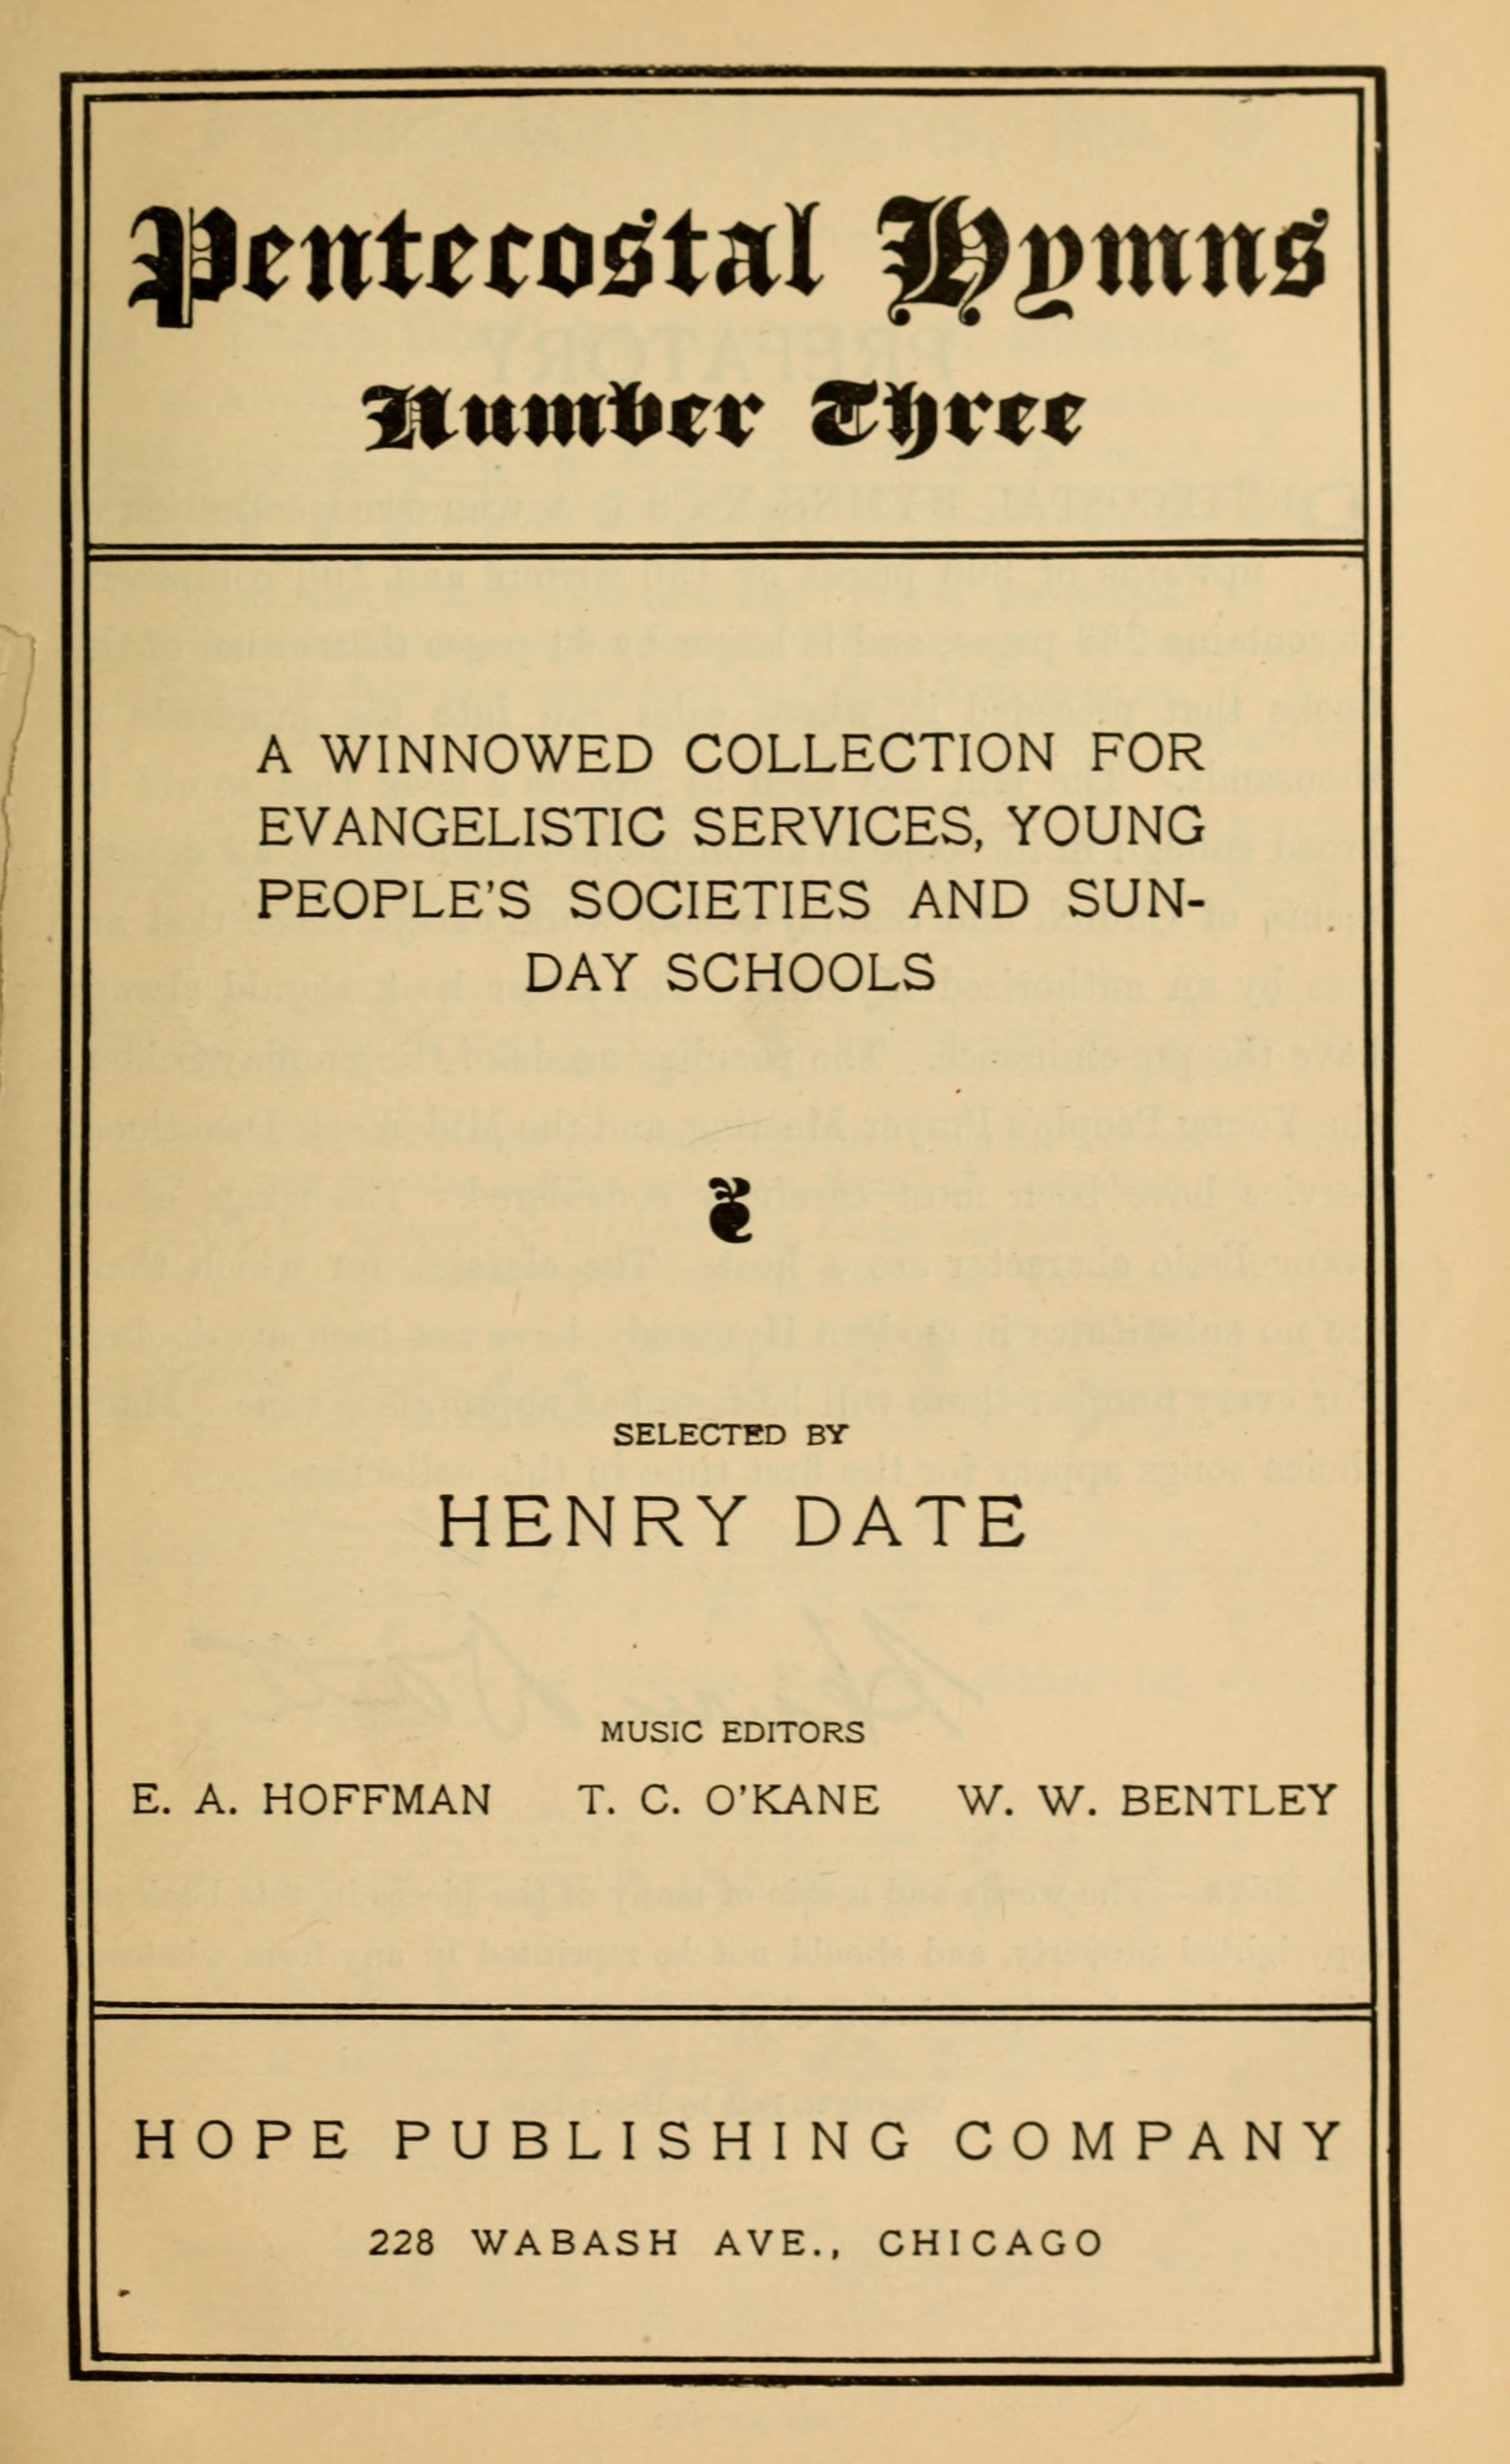 Pentecostal Hymns
Number Three
A WINNOWED COLLECTION FOR
EVANGELISTIC SERVICES, YOUNG
PEOPLE'S SOCIETIES AND SUN-
DAY SCHOOLS
SELECTED BY
HENRY DATE
MUSIC EDITORS
E. A. HOFFMAN T. C. O'KANE W. W. BENTLEY
HOPE PUBLISHING COMPANY
228 WABASH AVE., CHICAGO